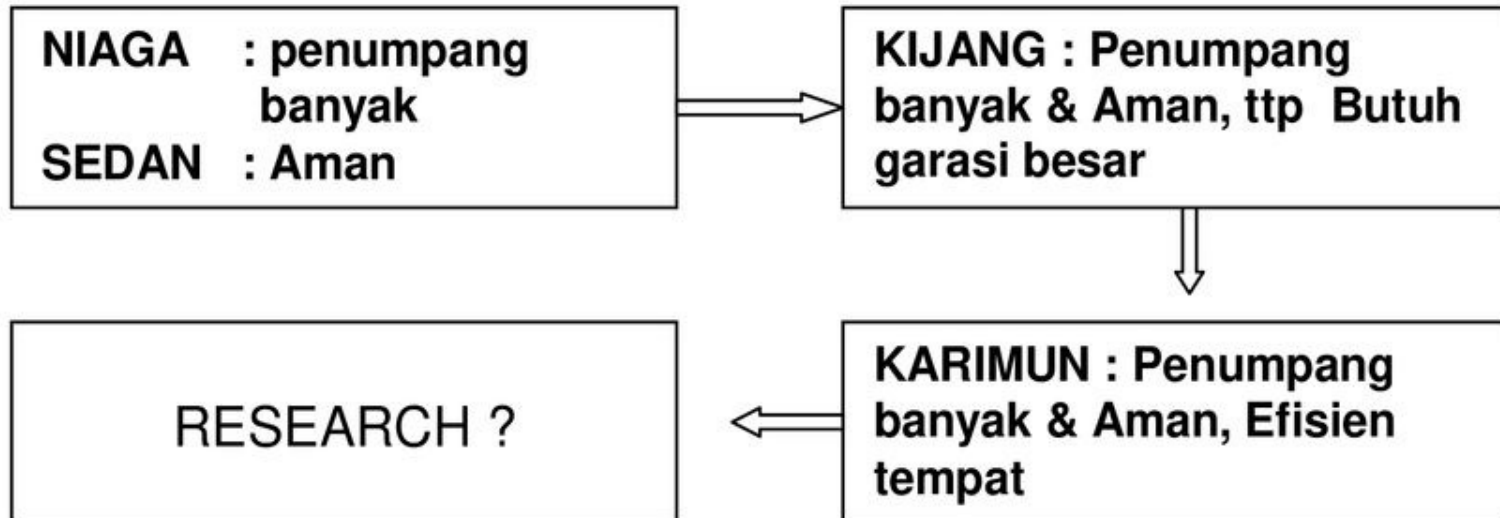 NIAGA : penumpang
banyak
SEDAN : Aman
KIJANG : Penumpang
banyak & Aman, ttp Butuh
garasi besar
KARIMUN : Penumpang
banyak & Aman, Efisien
tempat
RESEARCH ?